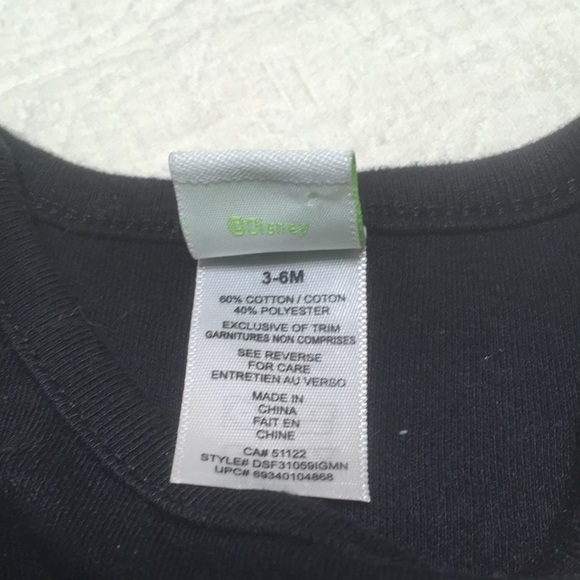 ©Disney
3-6M
60% COTTON / COTON
40% POLYESTER
EXCLUSIVE OF TRIM
GARNITURES NON COMPRISES
SEE REVERSE
FOR CARE
ENTRETIEN AU VERSO
MADE IN
CHINA
FAIT EN
CHINE
CA# 51122
STYLE# DSF31059IGMN
UPC# 69340104868